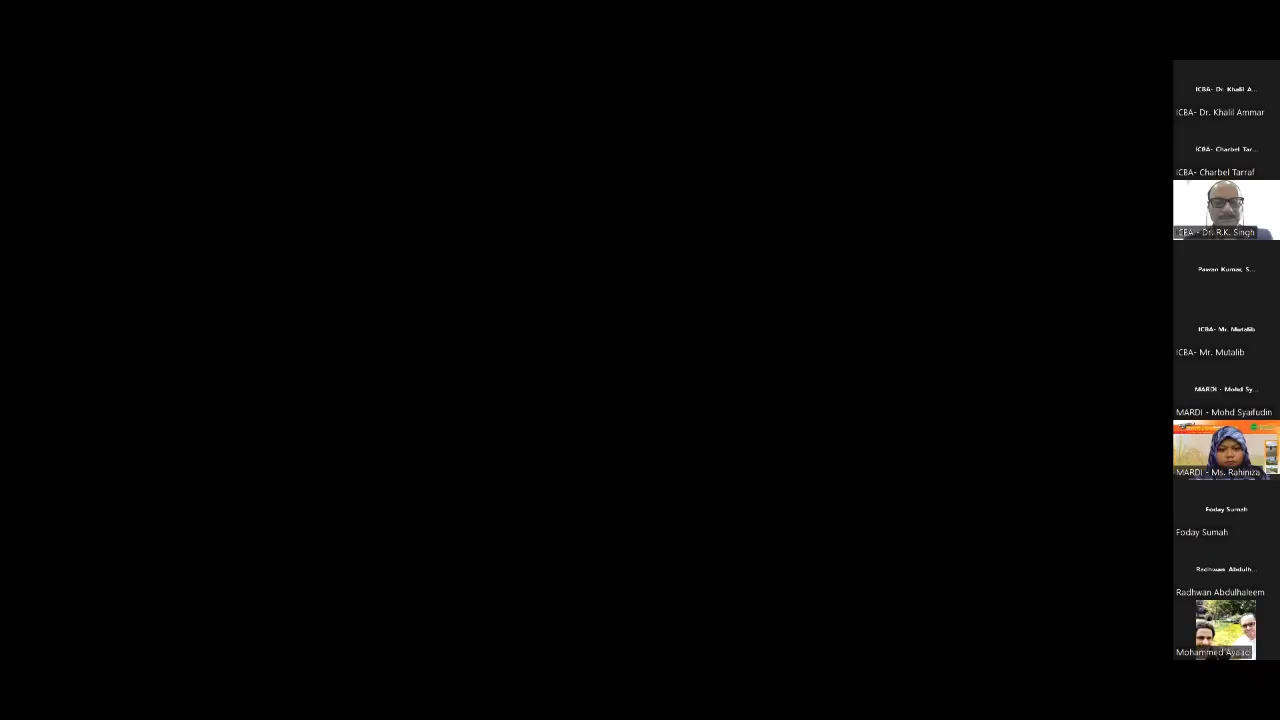 ICBA- Dr. Khalil A...
ICBA- Dr. Khalil Ammar
ICBA- Charbel Tar...
ICBA- Charbel Tarraf
ICBA - Dr. R.K. Singh
Pawan Kumar, S...
ICBA- Mr. Mutalib
ICBA- Mr. Mutalib
MARDI - Mohd Sy...
MARDI - Mohd Syaifudin
MARDI - Ms. Rahiniza
Foday Sumah
Foday Sumah
Radhwan Abdulh...
Radhwan Abdulhaleem
Mohammed Ayaad